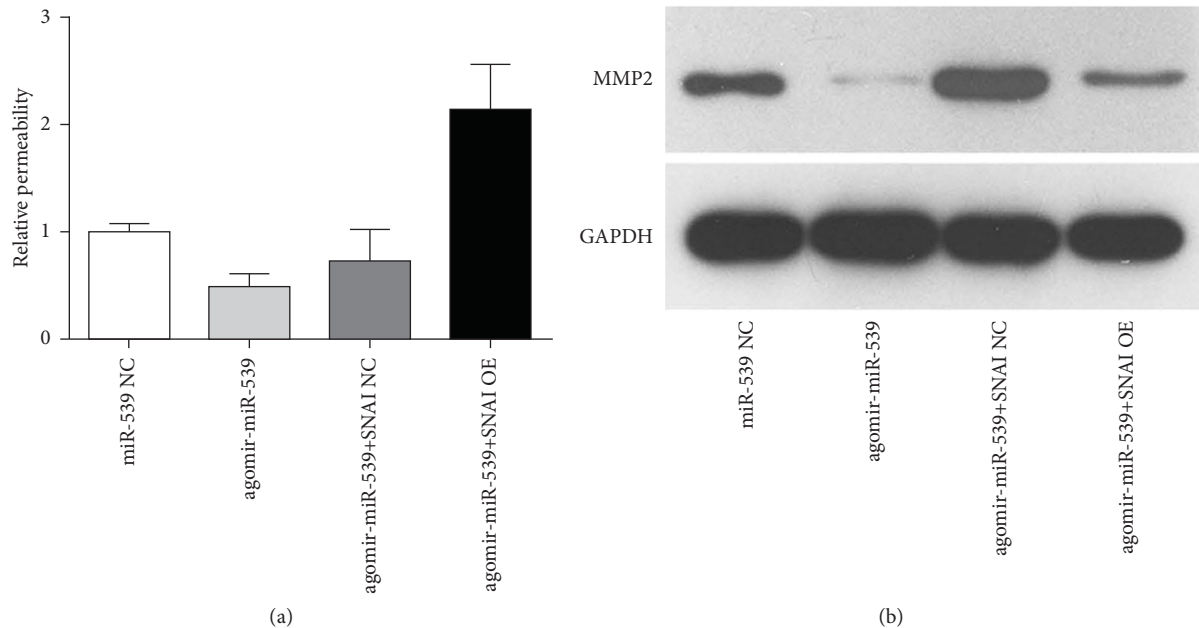 3
2
1
0
Relative permeability
miR-539 NC
agomir-miR-539
agomir-miR-539+SNAI NC
agomir-miR-539+SNAI OE
(a)
MMP2
GAPDH
miR-539 NC
agomir-miR-539
agomir-miR-539+SNAI NC
agomir-miR-539+SNAI OE
(b)